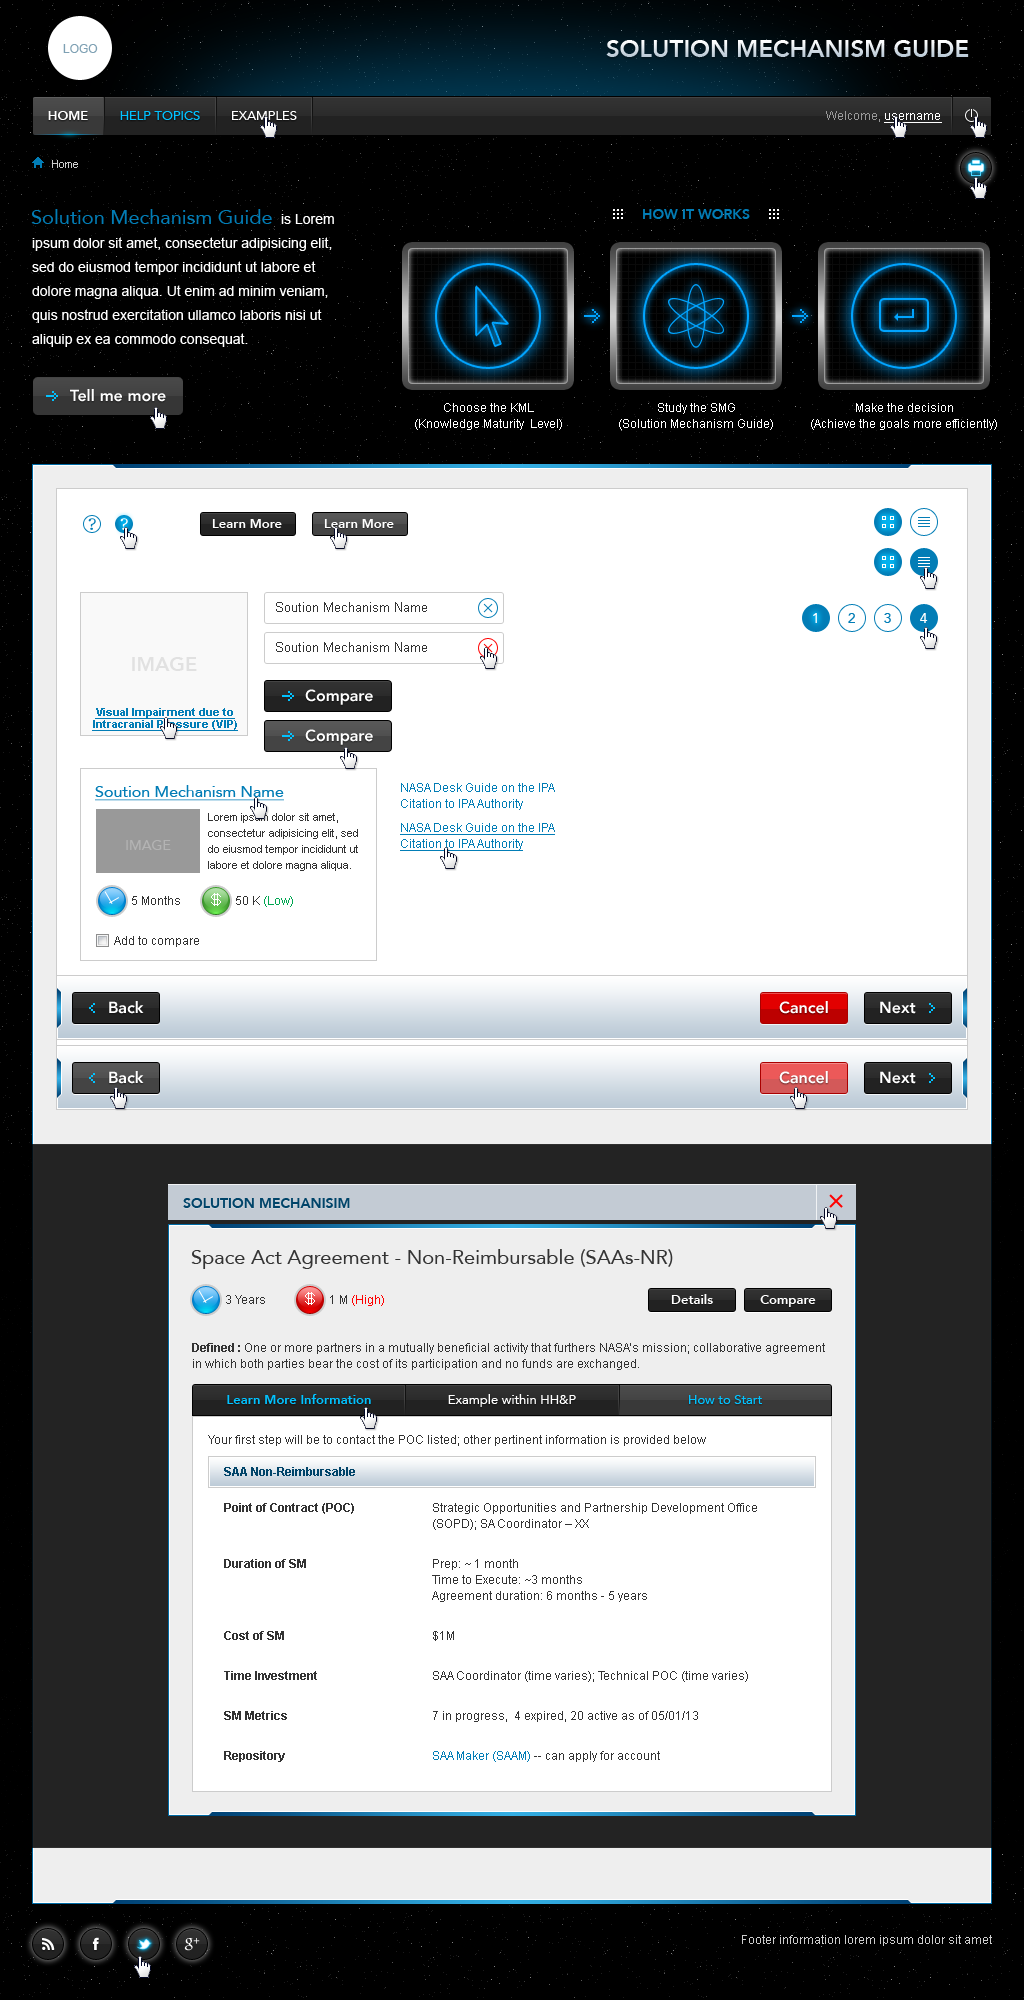 LOGO
SOLUTION MECHANISM GUIDE
HOME
HELP TOPICS
EXAMPLES
Welcome, username
Home
Solution Mechanism Guide is Lorem
ipsum dolor sit amet, consectetur adipisicing elit,
sed do eiusmod tempor incididunt ut labore et
dolore magna aliqua. Ut enim ad minim veniam,
quis nostrud exercitation ullamco laboris nisi ut
aliquip ex ea commodo consequat.
Tell me more
HOW IT WORKS
Choose the KML
(Knowledge Maturity Level)
Study the SMG
(Solution Mechanism Guide)
Make the decision
(Achieve the goals more efficiently)
?
?
Learn More
Learn More
IMAGE
Visual Impairment due to
Intracranial Pressure (VIP)
Soution Mechanism Name
Soution Mechanism Name
Compare
Compare
1
2
3
4
Soution Mechanism Name
IMAGE
Lorem ipsum dolor sit amet,
consectetur adipisicing elit, sed
do eiusmod tempor incididunt ut
labore et dolore magna aliqua.
5 Months
$
50 K (Low)
Add to compare
NASA Desk Guide on the IPA
Citation to IPA Authority
NASA Desk Guide on the IPA
Citation to IPA Authority
Back
Cancel
Next
Back
Cancel
Next
SOLUTION MECHANISIM
Space Act Agreement - Non-Reimbursable (SAAs-NR)
3 Years
$
1 M (High)
Details
Compare
Defined : One or more partners in a mutually beneficial activity that furthers NASA's mission; collaborative agreement
in which both parties bear the cost of its participation and no funds are exchanged.
Learn More Information
Example within HH&P
How to Start
Your first step will be to contact the POC listed; other pertinent information is provided below
SAA Non-Reimbursable
Point of Contract (POC)
Strategic Opportunities and Partnership Development Office
(SOPD); SA Coordinator – XX
Duration of SM
Prep: ~ 1 month
Time to Execute: ~3 months
Agreement duration: 6 months - 5 years
Cost of SM
$1M
Time Investment
SAA Coordinator (time varies); Technical POC (time varies)
SM Metrics
7 in progress, 4 expired, 20 active as of 05/01/13
Repository
SAA Maker (SAAM) -- can apply for account
f
g+
Footer information lorem ipsum dolor sit amet